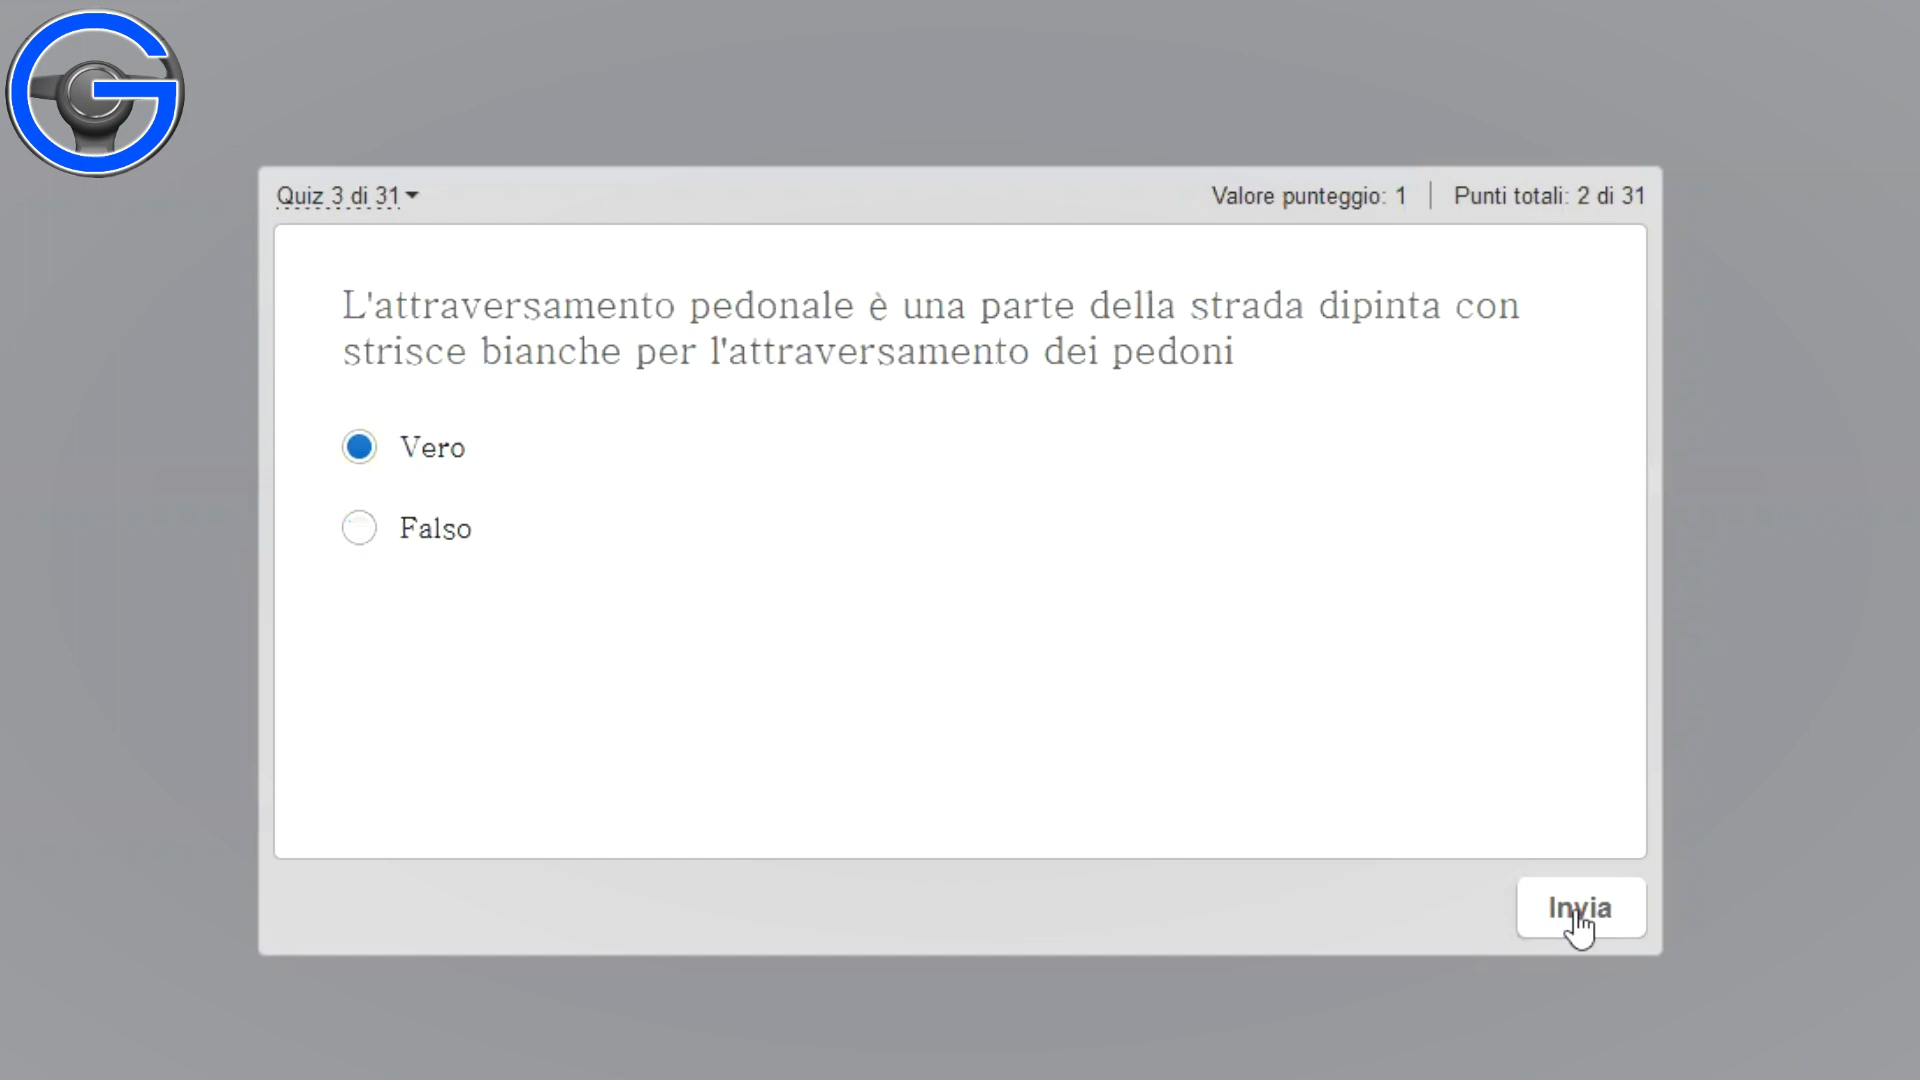 G
Quiz 3 di 31
Valore punteggio: 1 | Punti totali: 2 di 31
L'attraversamento pedonale è una parte della strada dipinta con
strisce bianche per l'attraversamento dei pedoni
Vero
Falso
Invia